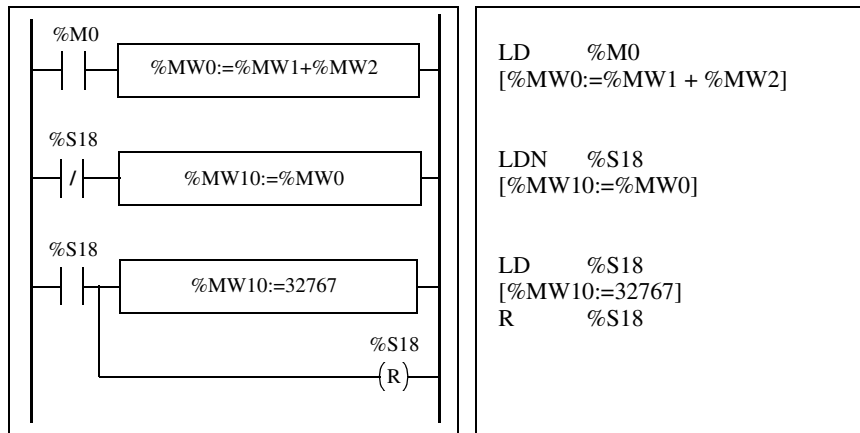 %M0
%MW0:=%MW1+%MW2
%S18
/
%MW10:=%MW0
%S18
%MW10:=32767
%S18
(R)
LD %M0
[%MW0:=%MW1 + %MW2]
LDN %S18
[%MW10:=%MW0]
LD %S18
[%MW10:=32767]
R %S18